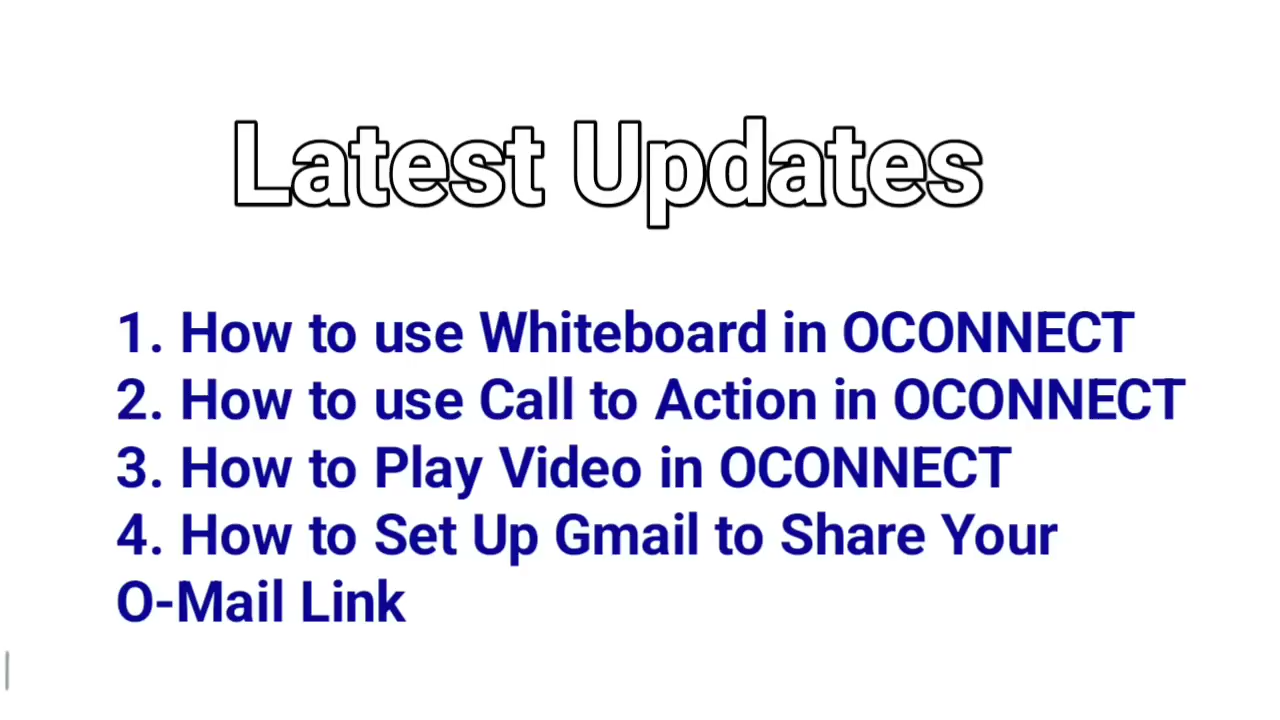 Latest Updates
1. How to use Whiteboard in OCONNECT
2. How to use Call to Action in OCONNECT
3. How to Play Video in OCONNECT
4. How to Set Up Gmail to Share Your
O-Mail Link